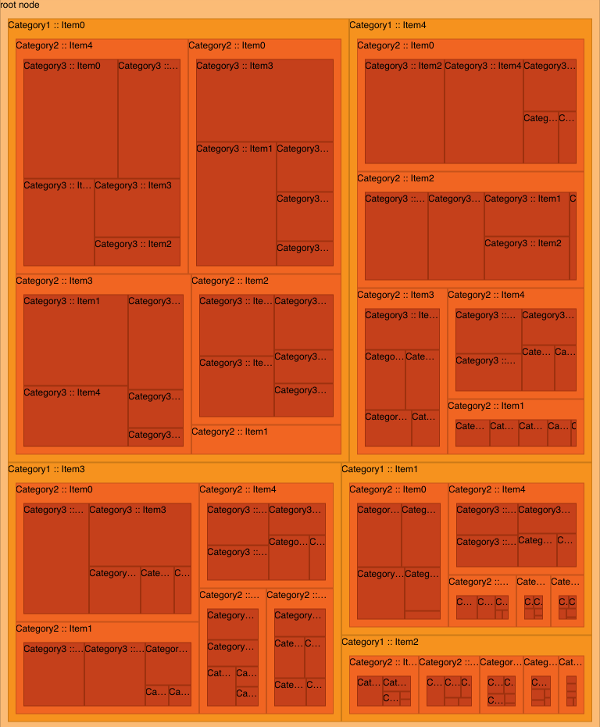 root node
Category1 :: Item0
Category2 :: Item4
Category3 :: Item0
Category3 ::...
Category3 :: It...
Category3 :: Item3
Category3 :: Item2
Category2 :: Item0
Category3 :: Item3
Category3 :: Item1
Category3...
Category3...
Category3...
Category2 :: Item3
Category3 :: Item1
Category3...
Category3 :: Item4
Category3...
Category3...
Category2 :: Item2
Category3 :: Ite...
Category3...
Category3 :: Ite...
Category3...
Category3...
Category2 :: Item1
Category1 :: Item4
Category2 :: Item0
Category3 :: Item2
Category3 :: Item4
Category3...
Categ...
C...
Category2 :: Item2
Category3 ::...
Category3...
Category3 :: Item1
C
Category3 :: Item2
Category2 :: Item3
Category3 :: Ite...
Catego...
Cate...
Categor...
Cat...
Category2 :: Item4
Category3 ::...
Category3...
Category3 ::...
Cate...
Ca...
Category2 :: Item1
Cate...
Cat...
Cat...
Ca...
C
Category1 :: Item3
Category2 :: Item0
Category3 ::...
Category3 :: Item3
Category...
Cate...
C...
Category2 :: Item4
Category3 ::...
Category3...
Category3 ::...
Catego...
C...
Category2 :: Item1
Category3 ::...
Category3 ::...
Categor...
Ca...
Ca...
Category2 ::...
Category...
Category...
Cat...
Cate...
Ca...
Category2 ::...
Category...
Cate...
C...
Cate...
C...
Category1 :: Item1
Category2 :: Item0
Categor...
Categ...
Category...
Categ...
Category2 :: Item4
Category3 ::...
Category3...
Category3 ::...
Categ...
C...
Category2 ::...
C...
C...
C...
Cate...
C...
C...
Cate...
C...
C
Category1 :: Item2
Category2 :: It...
Cat...
Cat...
C...
Category2 ::...
C...
C...
C...
Categor...
C...
C...
C...
Categ...
C...
Cat...